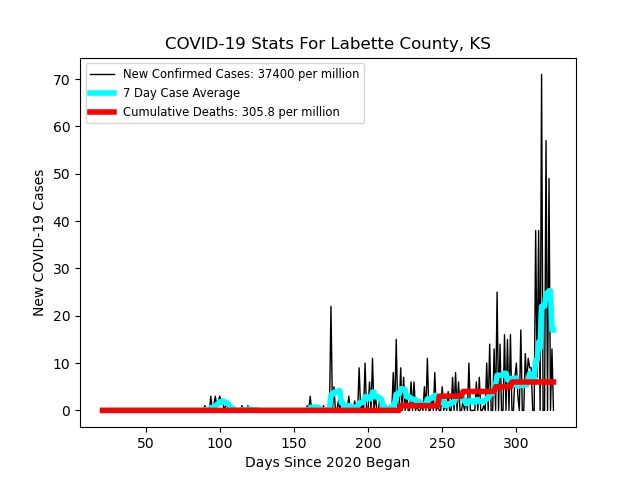 COVID-19 Stats For Labette County, KS
New Confirmed Cases: 37400 per million
7 Day Case Average
Cumulative Deaths: 305.8 per million
New COVID-19 Cases
70
60
50
40
30
20
10
0
50
100
150
200
250
300
Days Since 2020 Began